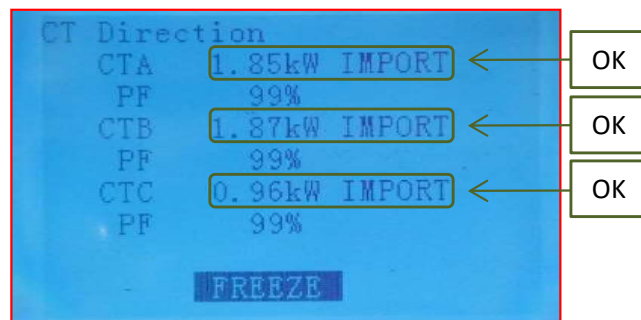 CT Direction
CTA 1.85kW IMPORT OK
PF 99%
CTB 1.87kW IMPORT OK
PF 99%
CTC 0.96kW IMPORT OK
PF 99%
FREEZE